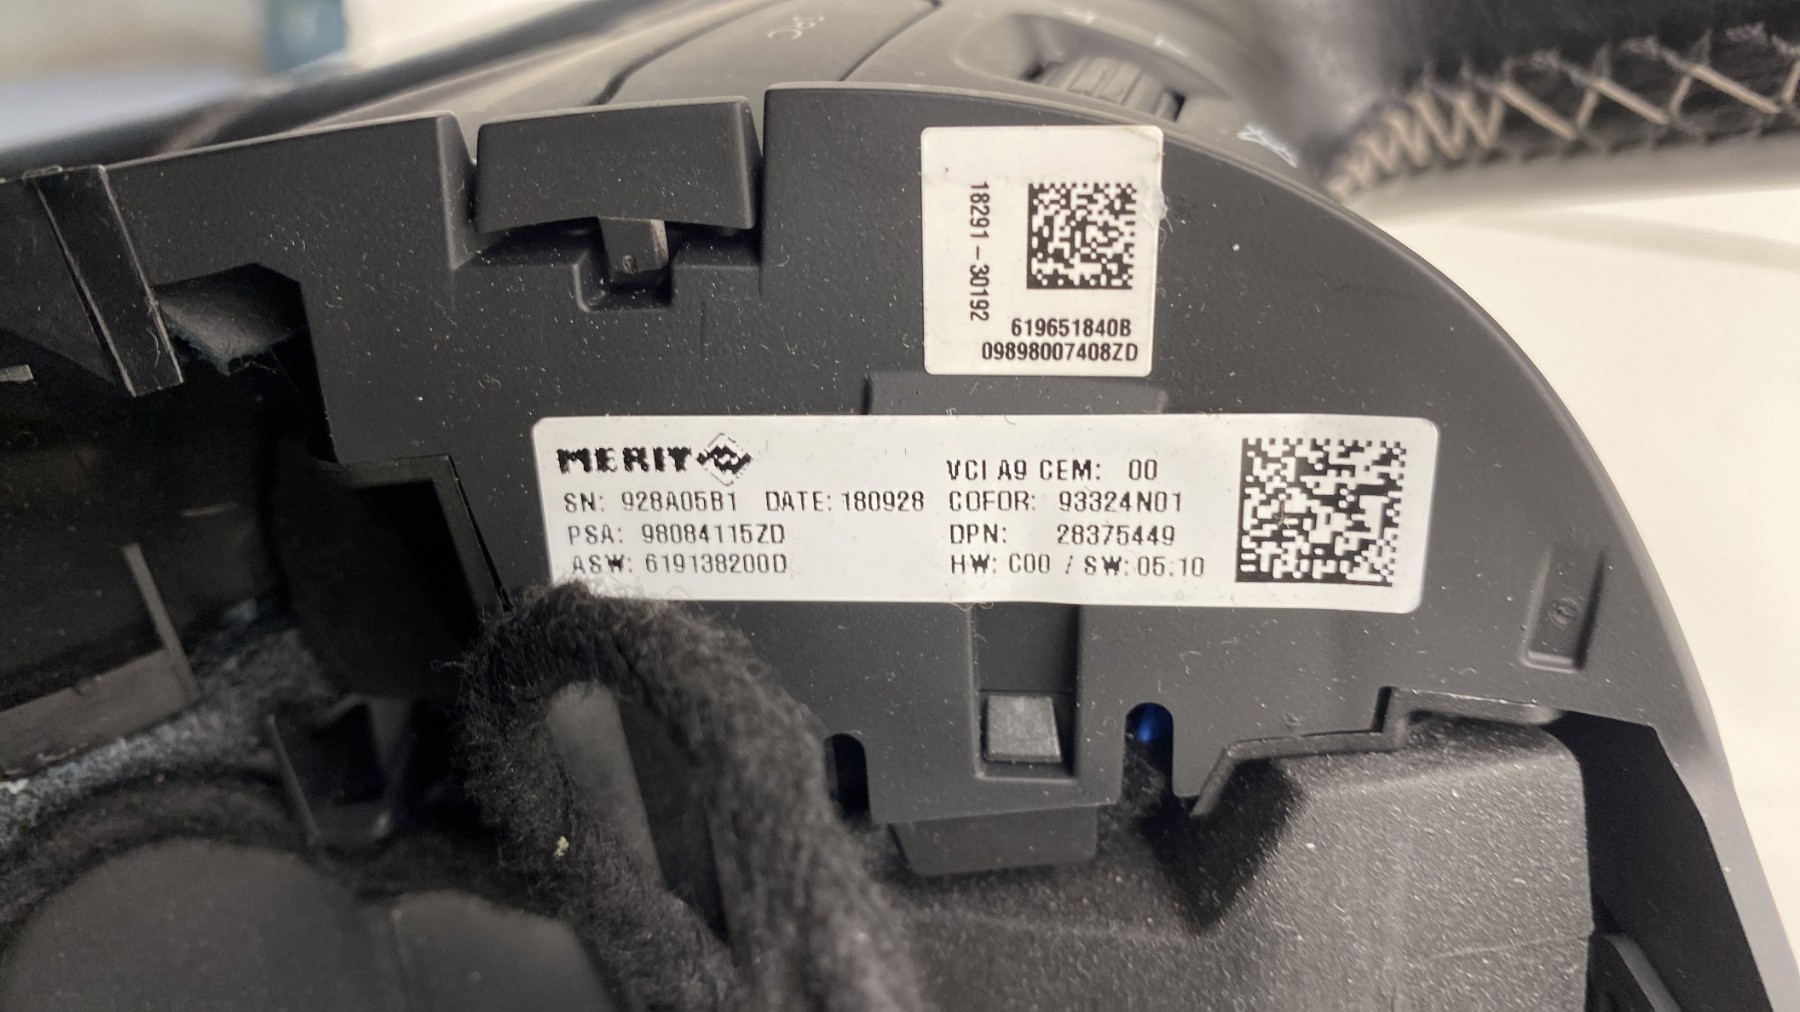 18291-30192
619651840B
09898007408ZD
MERIT
VCI A9 CEM: 00
SN: 928A05B1 DATE: 180928 COFOR: 93324N01
PSA: 98084115ZD DPN: 28375449
ASW: 619138200D HW: C00 / SW: 05.10